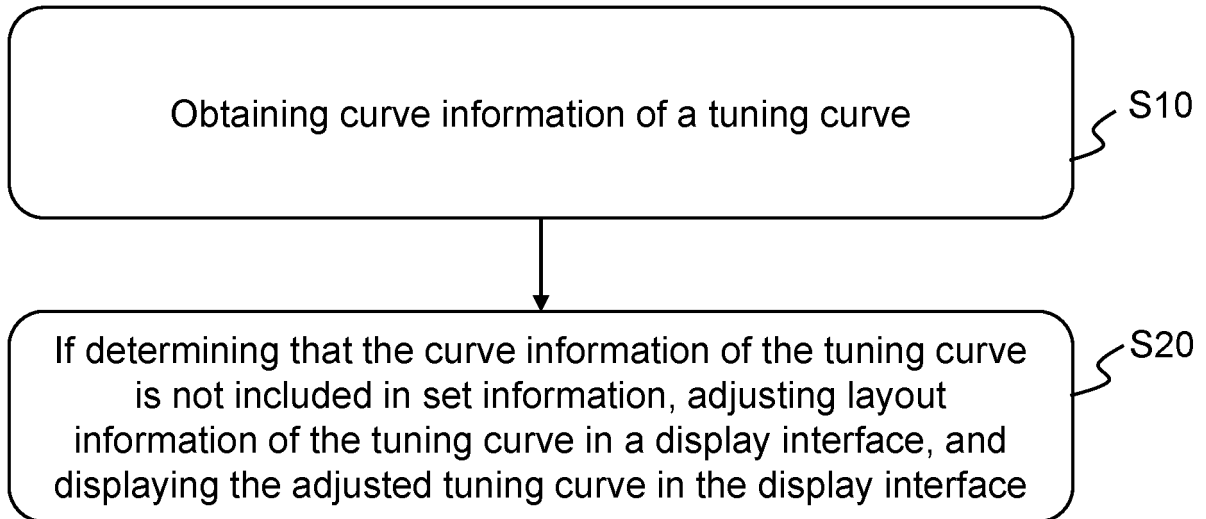 Obtaining curve information of a tuning curve
S10
If determining that the curve information of the tuning curve
is not included in set information, adjusting layout
information of the tuning curve in a display interface, and
displaying the adjusted tuning curve in the display interface
S20